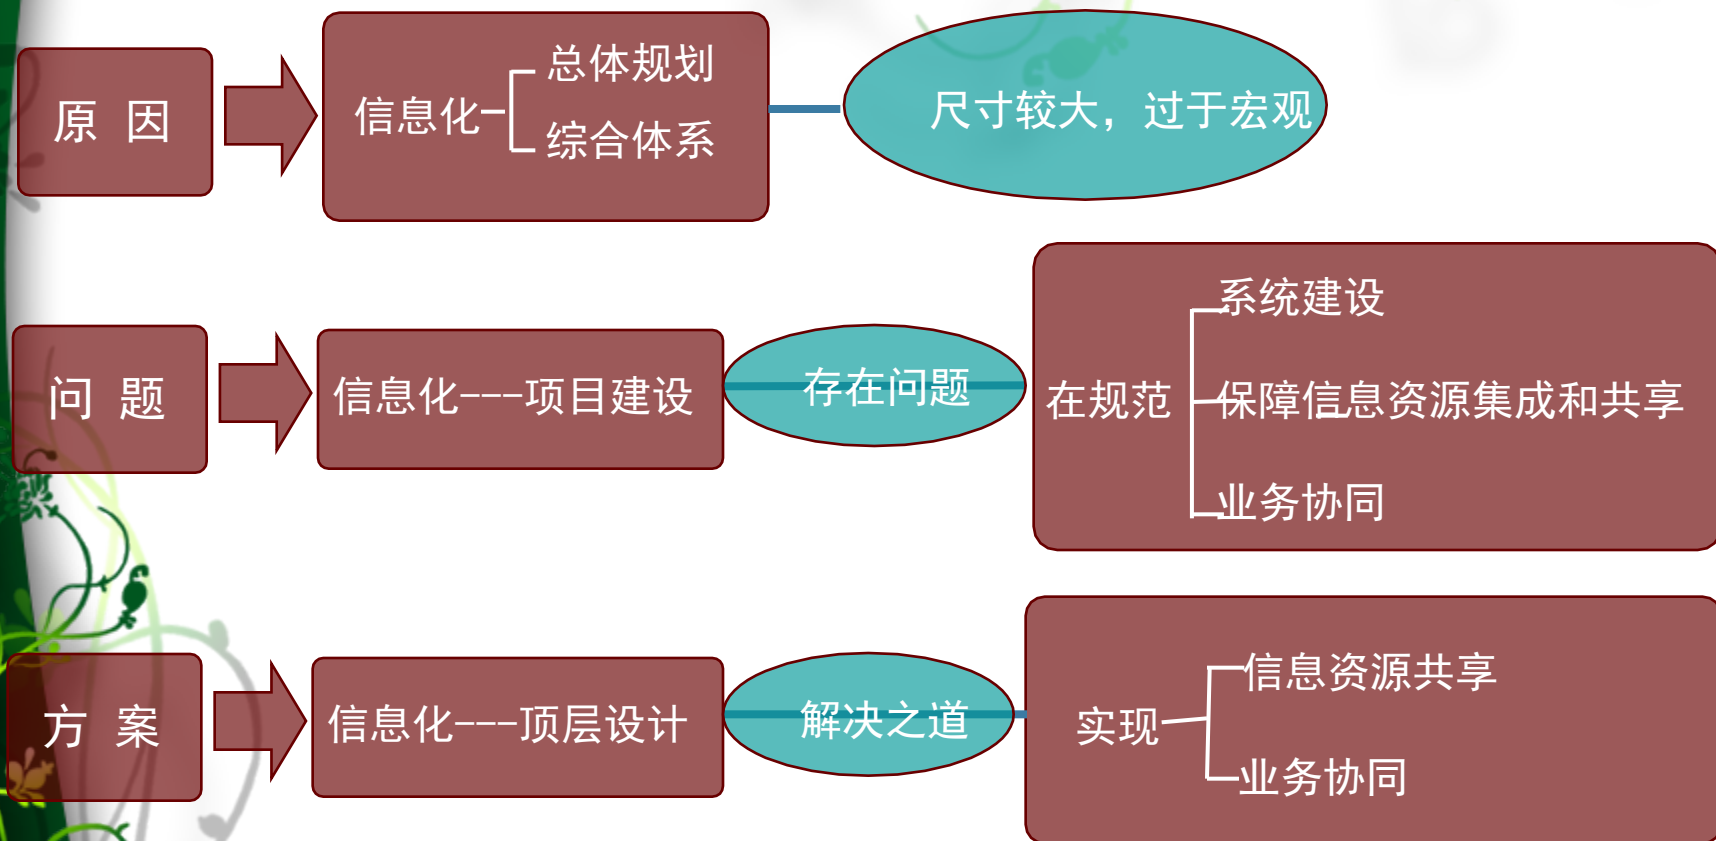 原 因
信息化
总体规划
综合体系
尺寸较大，过于宏观
问 题
信息化---项目建设
存在问题
在规范
系统建设
保障信息资源集成和共享
业务协同
方 案
信息化---顶层设计
解决之道
实现
信息资源共享
业务协同